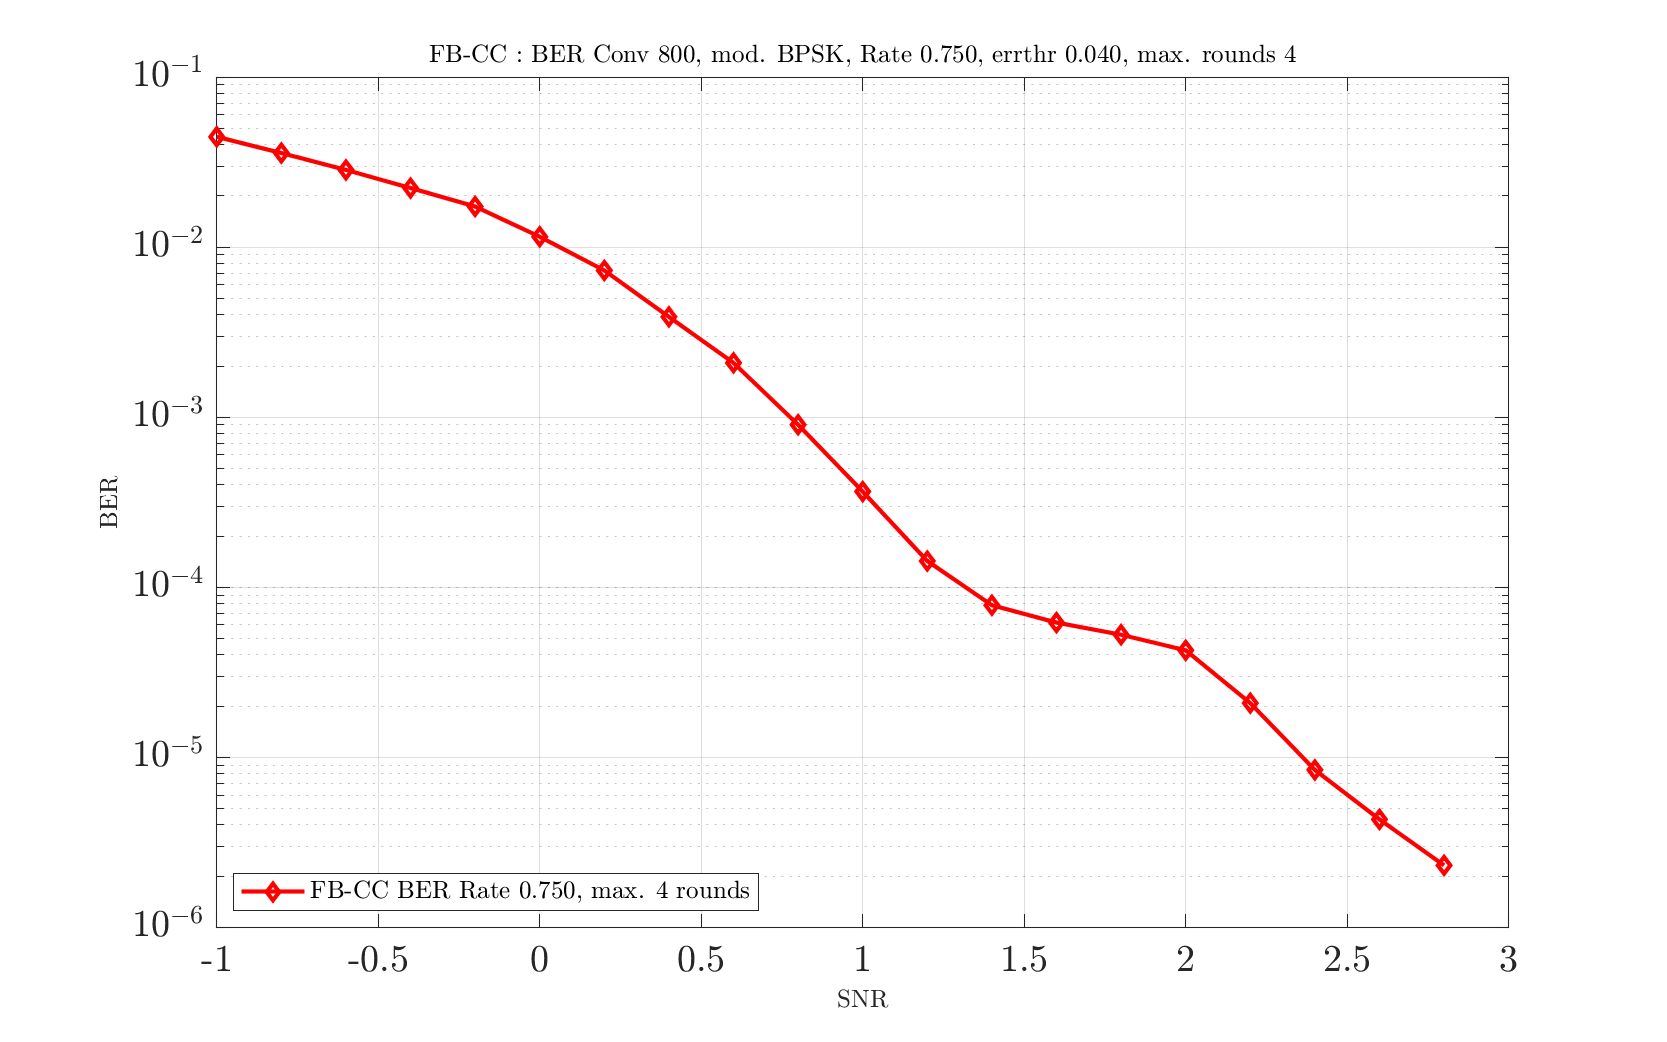 FB-CC : BER Conv 800, mod. BPSK, Rate 0.750, errthr 0.040, max. rounds 4
10⁻¹
10⁻²
10⁻³
10⁻⁴
10⁻⁵
10⁻⁶
BER
FB-CC BER Rate 0.750, max. 4 rounds
-1 -0.5 0 0.5 1 1.5 2 2.5 3
SNR